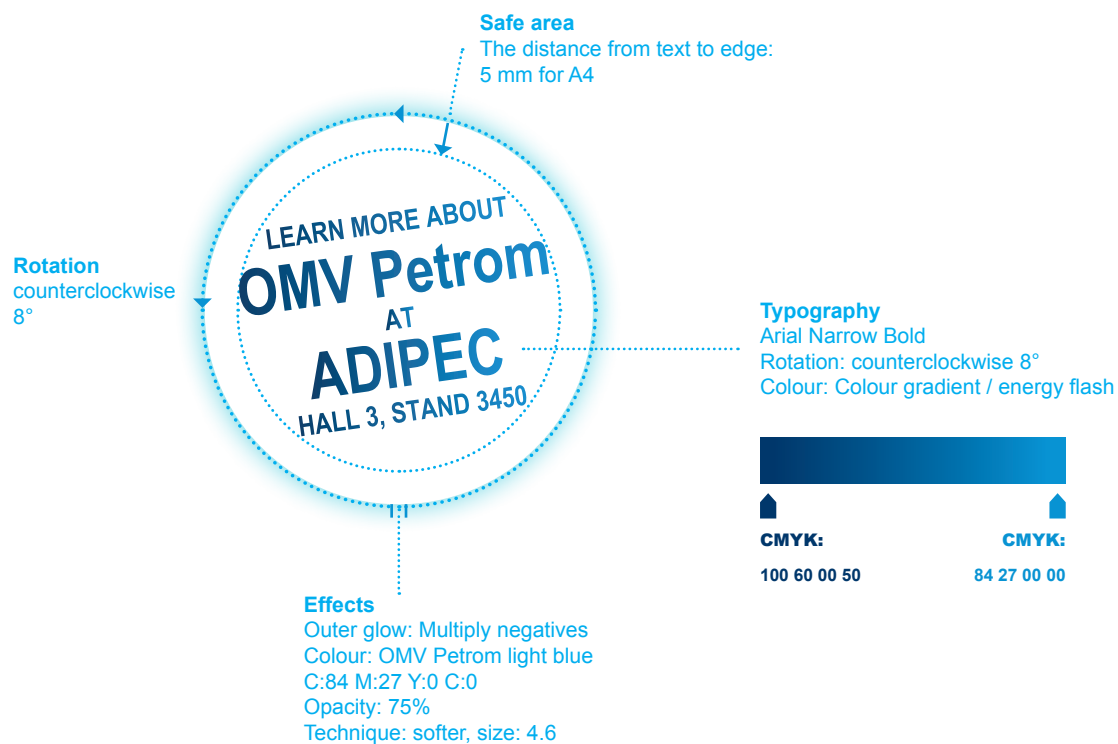 Safe area
The distance from text to edge:
5 mm for A4
LEARN MORE ABOUT
OMV Petrom
AT
ADIPEC
HALL 3, STAND 3450
Rotation
counterclockwise
8°
Typography
Arial Narrow Bold
Rotation: counterclockwise 8°
Colour: Colour gradient / energy flash
CMYK:
100 60 00 50
CMYK:
84 27 00 00
Effects
Outer glow: Multiply negatives
Colour: OMV Petrom light blue
C:84 M:27 Y:0 C:0
Opacity: 75%
Technique: softer, size: 4.6